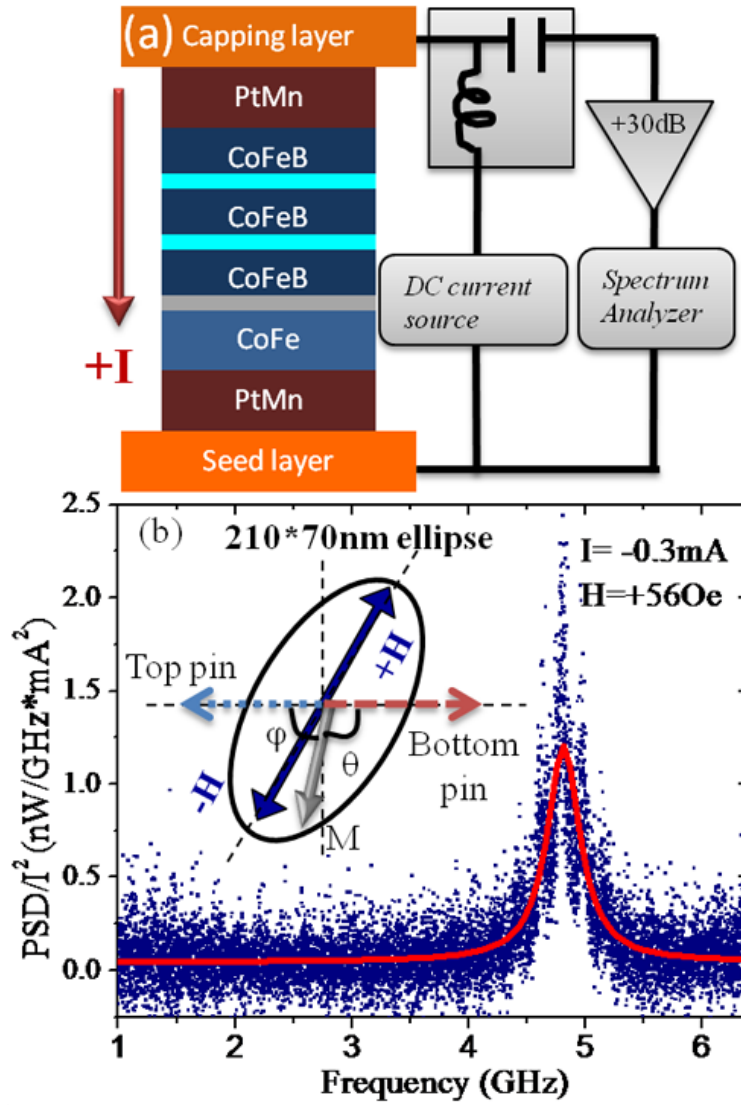 (a) Capping layer
PtMn
CoFeB
CoFeB
CoFeB
CoFe
PtMn
Seed layer
+I
+30dB
DC current
source
Spectrum
Analyzer
(b)
210*70nm ellipse
I= -0.3mA
H=+56Oe
Top pin
+H
φ
θ
Bottom
pin
-H
M
PSD/I² (nW/GHz*mA²)
2.5
2.0
1.5
1.0
0.5
0.0
1 2 3 4 5 6
Frequency (GHz)